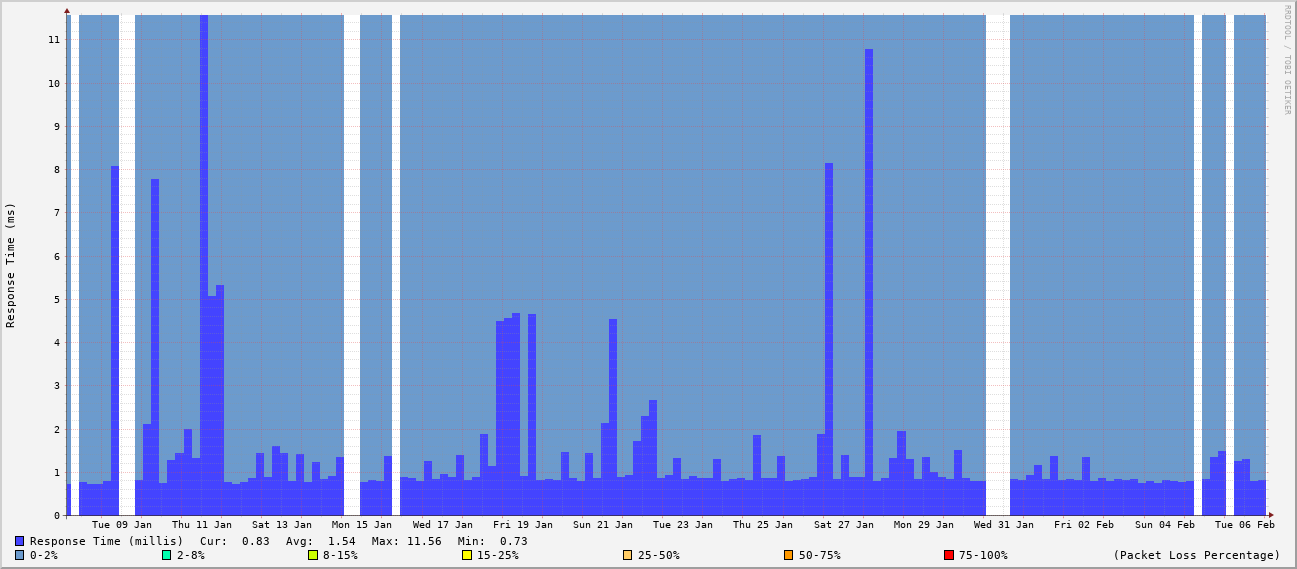 RRDTOOL / TOBI OETIKER
Response Time (ms)
11
10
9
8
7
6
5
4
3
2
1
0
Tue 09 Jan Thu 11 Jan Sat 13 Jan Mon 15 Jan Wed 17 Jan Fri 19 Jan Sun 21 Jan Tue 23 Jan Thu 25 Jan Sat 27 Jan Mon 29 Jan Wed 31 Jan Fri 02 Feb Sun 04 Feb Tue 06 Feb
Response Time (millis) Cur: 0.83 Avg: 1.54 Max: 11.56 Min: 0.73
0-2% 2-8% 8-15% 15-25% 25-50% 50-75% 75-100% (Packet Loss Percentage)